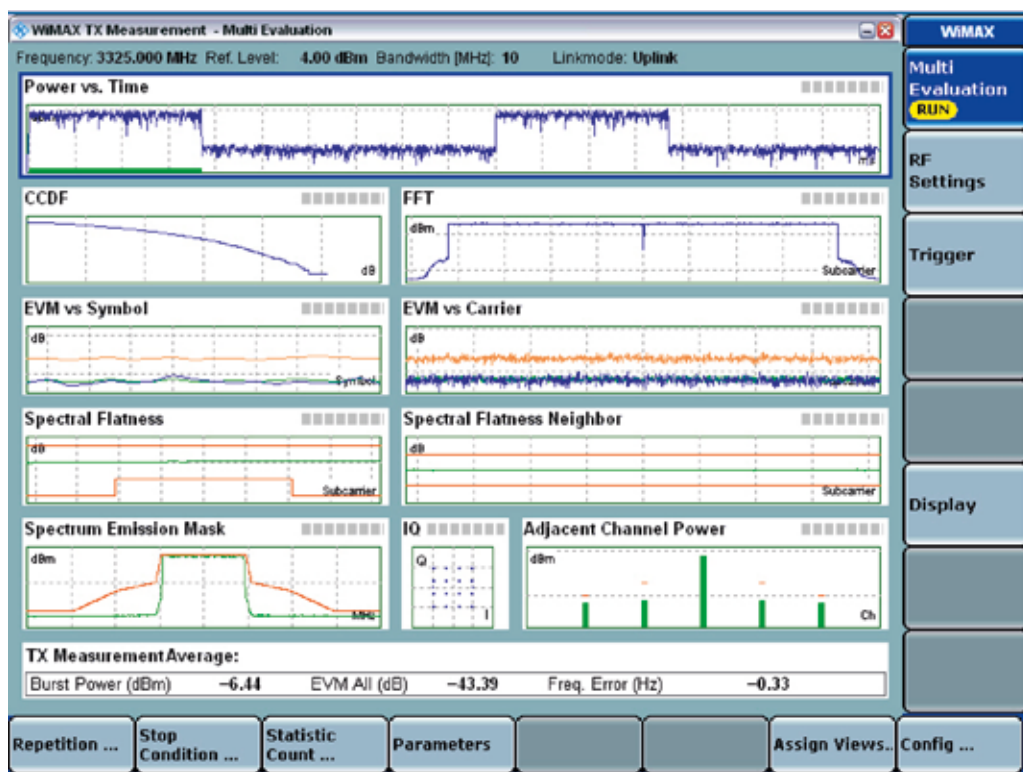 WiMAX TX Measurement - Multi Evaluation
Frequency: 3325.000 MHz Ref. Level: 4.00 dBm Bandwidth [MHz]: 10 Linkmode: Uplink
Power vs. Time
ms
CCDF
dB
FFT
dBm
Subcarrier
EVM vs Symbol
dB
Symbol
EVM vs Carrier
dB
Spectral Flatness
dB
Subcarrier
Spectral Flatness Neighbor
dB
Subcarrier
Spectrum Emission Mask
dBm
MHz
IQ
Q
I
Adjacent Channel Power
dBm
Ch
TX Measurement Average:
Burst Power (dBm) -6.44 EVM All (dB) -43.39 Freq. Error (Hz) -0.33
WiMAX
Multi
Evaluation
RUN
RF
Settings
Trigger
Display
Repetition ...
Stop
Condition ...
Statistic
Count ...
Parameters
Assign Views..
Config ...